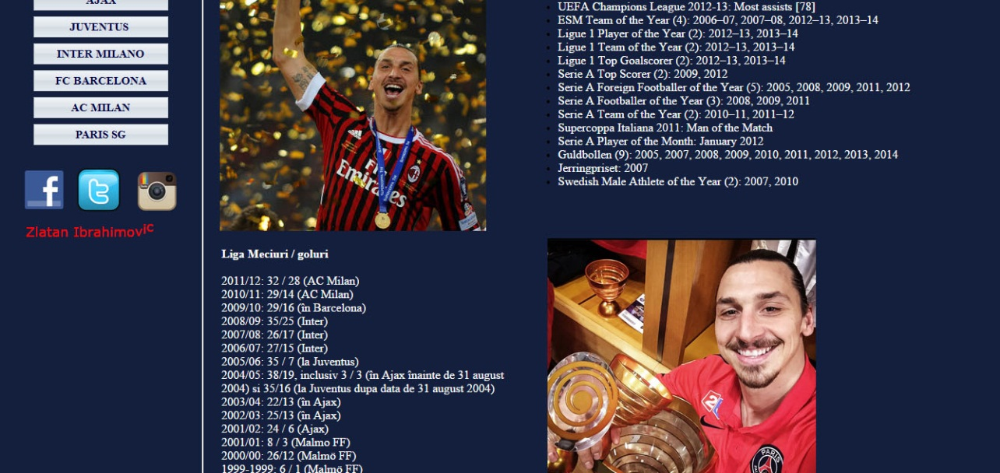 AJAX
JUVENTUS
INTER MILANO
FC BARCELONA
AC MILAN
PARIS SG
Zlatan Ibrahimovic
Fly
Emirates
Liga Meciuri / goluri
2011/12: 32 / 28 (AC Milan)
2010/11: 29/14 (AC Milan)
2009/10: 29/16 (în Barcelona)
2008/09: 35/25 (Inter)
2007/08: 26/17 (Inter)
2006/07: 27/15 (Inter)
2005/06: 35 / 7 (la Juventus)
2004/05: 38/19, inclusiv 3 / 3 (în Ajax înainte de 31 august
2004) si 35/16 (la Juventus dupa data de 31 august 2004)
2003/04: 22/13 (în Ajax)
2002/03: 25/13 (în Ajax)
2001/02: 24 / 6 (Ajax)
2001/01: 8 / 3 (Malmo FF)
2000/00: 26/12 (Malmö FF)
1999-1999: 6 / 1 (Malmö FF)
UEFA Champions League 2012-13: Most assists [78]
ESM Team of the Year (4): 2006–07, 2007–08, 2012–13, 2013–14
Ligue 1 Player of the Year (2): 2012–13, 2013–14
Ligue 1 Team of the Year (2): 2012–13, 2013–14
Ligue 1 Top Goalscorer (2): 2012–13, 2013–14
Serie A Top Scorer (2): 2009, 2012
Serie A Foreign Footballer of the Year (5): 2005, 2008, 2009, 2011, 2012
Serie A Footballer of the Year (3): 2008, 2009, 2011
Serie A Team of the Year (2): 2010–11, 2011–12
Supercoppa Italiana 2011: Man of the Match
Serie A Player of the Month: January 2012
Guldbollen (9): 2005, 2007, 2008, 2009, 2010, 2011, 2012, 2013, 2014
Jerringpriset: 2007
Swedish Male Athlete of the Year (2): 2007, 2010
PARIS